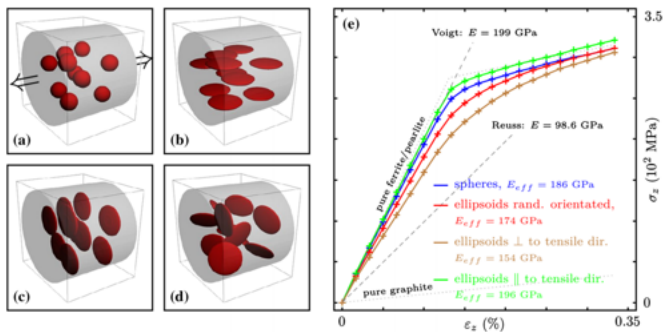 (a)
(b)
(c)
(d)
(e)
3.5
Voigt: E = 199 GPa
Reuss: E = 98.6 GPa
pure ferrite/pearlite
σz (10² MPa)
spheres, Eeff = 186 GPa
ellipsoids rand. orientated,
Eeff = 174 GPa
ellipsoids ⊥ to tensile dir.
Eeff = 154 GPa
ellipsoids ∥ to tensile dir.
Eeff = 196 GPa
pure graphite
0
0
εz (%)
0.35